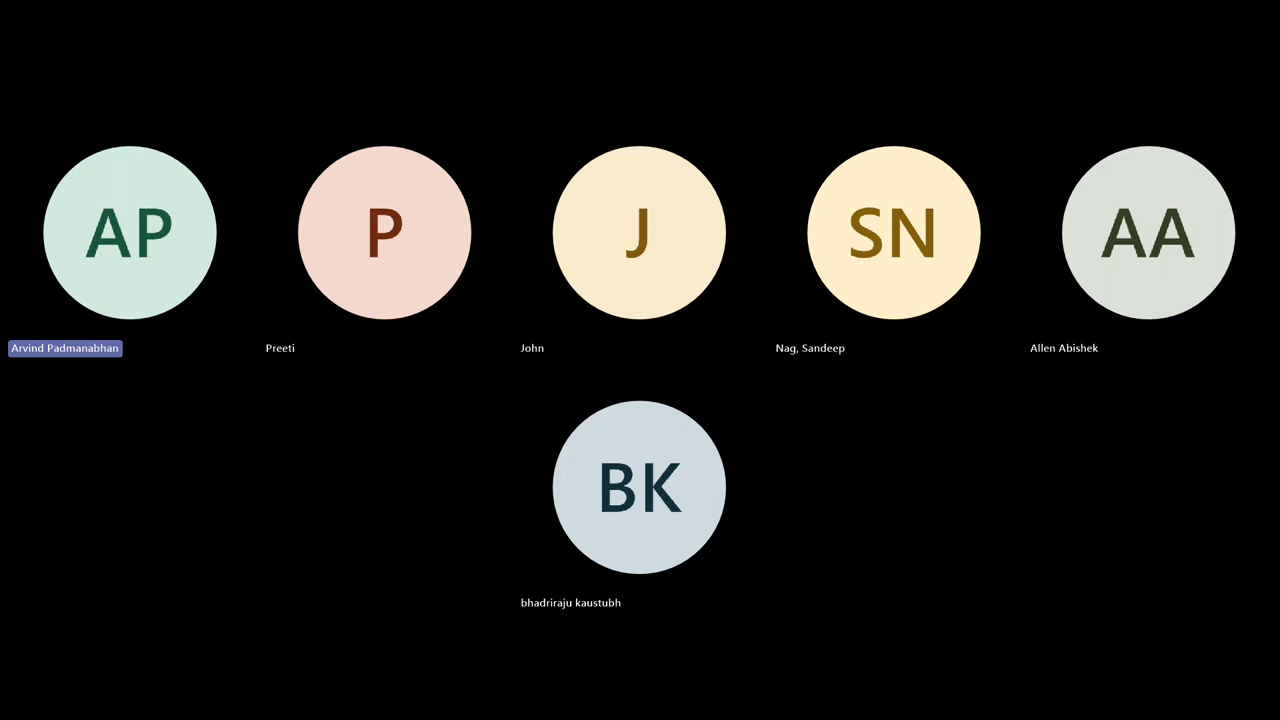 AP P J SN AA
Arvind Padmanabhan Preeti John Nag, Sandeep Allen Abishek
BK
bhadriraju kaustubh